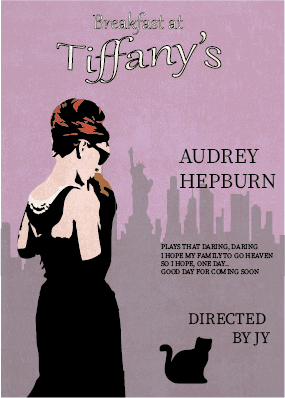 Breakfast at
Tiffany's
AUDREY
HEPBURN
PLAYS THAT DARING, DARING
I HOPE MY FAMILY TO GO HEAVEN
SO I HOPE, ONE DAY...
GOOD DAY FOR COMING SOON
DIRECTED
BY JY